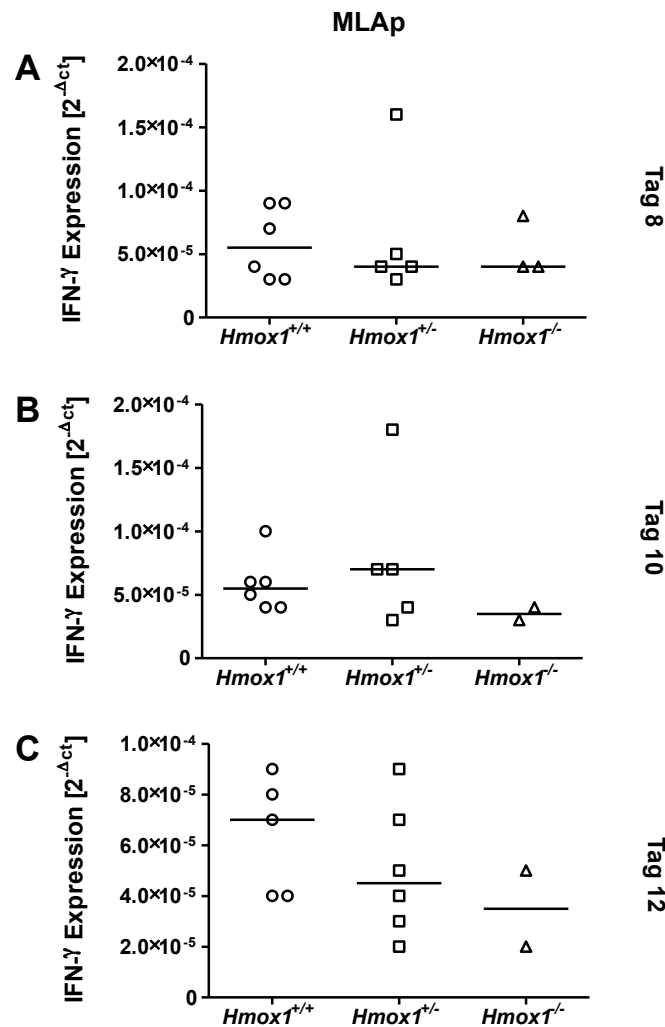 MLAp
A
IFN-γ Expression [2^-Δct]
2.0×10^-4
1.5×10^-4
1.0×10^-4
5.0×10^-5
0
Hmox1^+/+ Hmox1^+/- Hmox1^-/-
Tag 8
B
IFN-γ Expression [2^-Δct]
2.0×10^-4
1.5×10^-4
1.0×10^-4
5.0×10^-5
0
Hmox1^+/+ Hmox1^+/- Hmox1^-/-
Tag 10
C
IFN-γ Expression [2^-Δct]
1.0×10^-4
8.0×10^-5
6.0×10^-5
4.0×10^-5
2.0×10^-5
0
Hmox1^+/+ Hmox1^+/- Hmox1^-/-
Tag 12